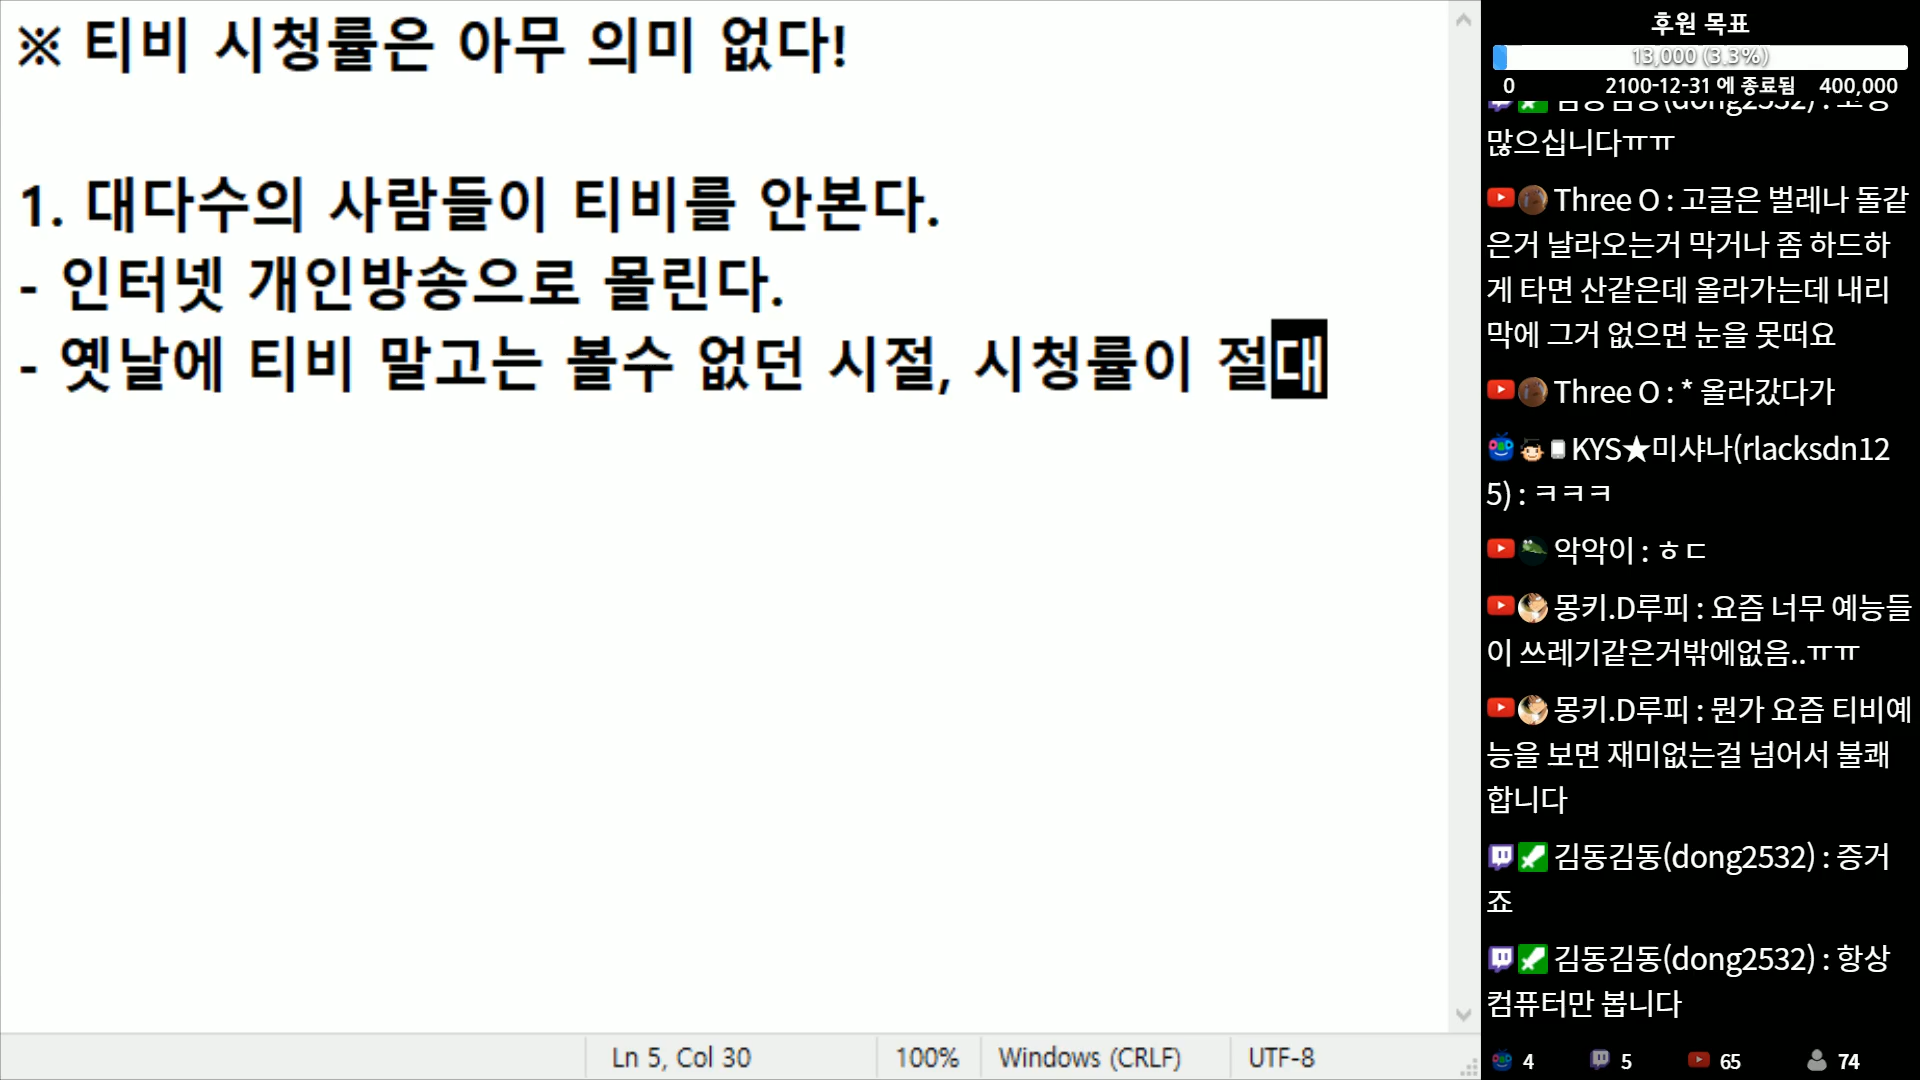 ※ 티비 시청률은 아무 의미 없다!
1. 대다수의 사람들이 티비를 안본다.
- 인터넷 개인방송으로 몰린다.
- 옛날에 티비 말고는 볼수 없던 시절, 시청률이 절대
Ln 5, Col 30
100%
Windows (CRLF)
UTF-8
후원 목표
13,000 (3.3%)
0
2100-12-31 에 종료됨
400,000
김동김동(dong2532) : 고생
많으십니다ㅠㅠ
Three O : 고글은 벌레나 돌같
은거 날라오는거 막거나 좀 하드하
게 타면 산같은데 올라가는데 내리
막에 그거 없으면 눈을 못떠요
Three O : * 올라갔다가
KYS★미샤나(rlacksdn12
5) : ㅋㅋㅋ
악악이 : ㅎㄷ
몽키.D루피 : 요즘 너무 예능들
이 쓰레기같은거밖에없음..ㅠㅠ
몽키.D루피 : 뭔가 요즘 티비예
능을 보면 재미없는걸 넘어서 불쾌
합니다
김동김동(dong2532) : 증거
죠
김동김동(dong2532) : 항상
컴퓨터만 봅니다
4
5
65
74